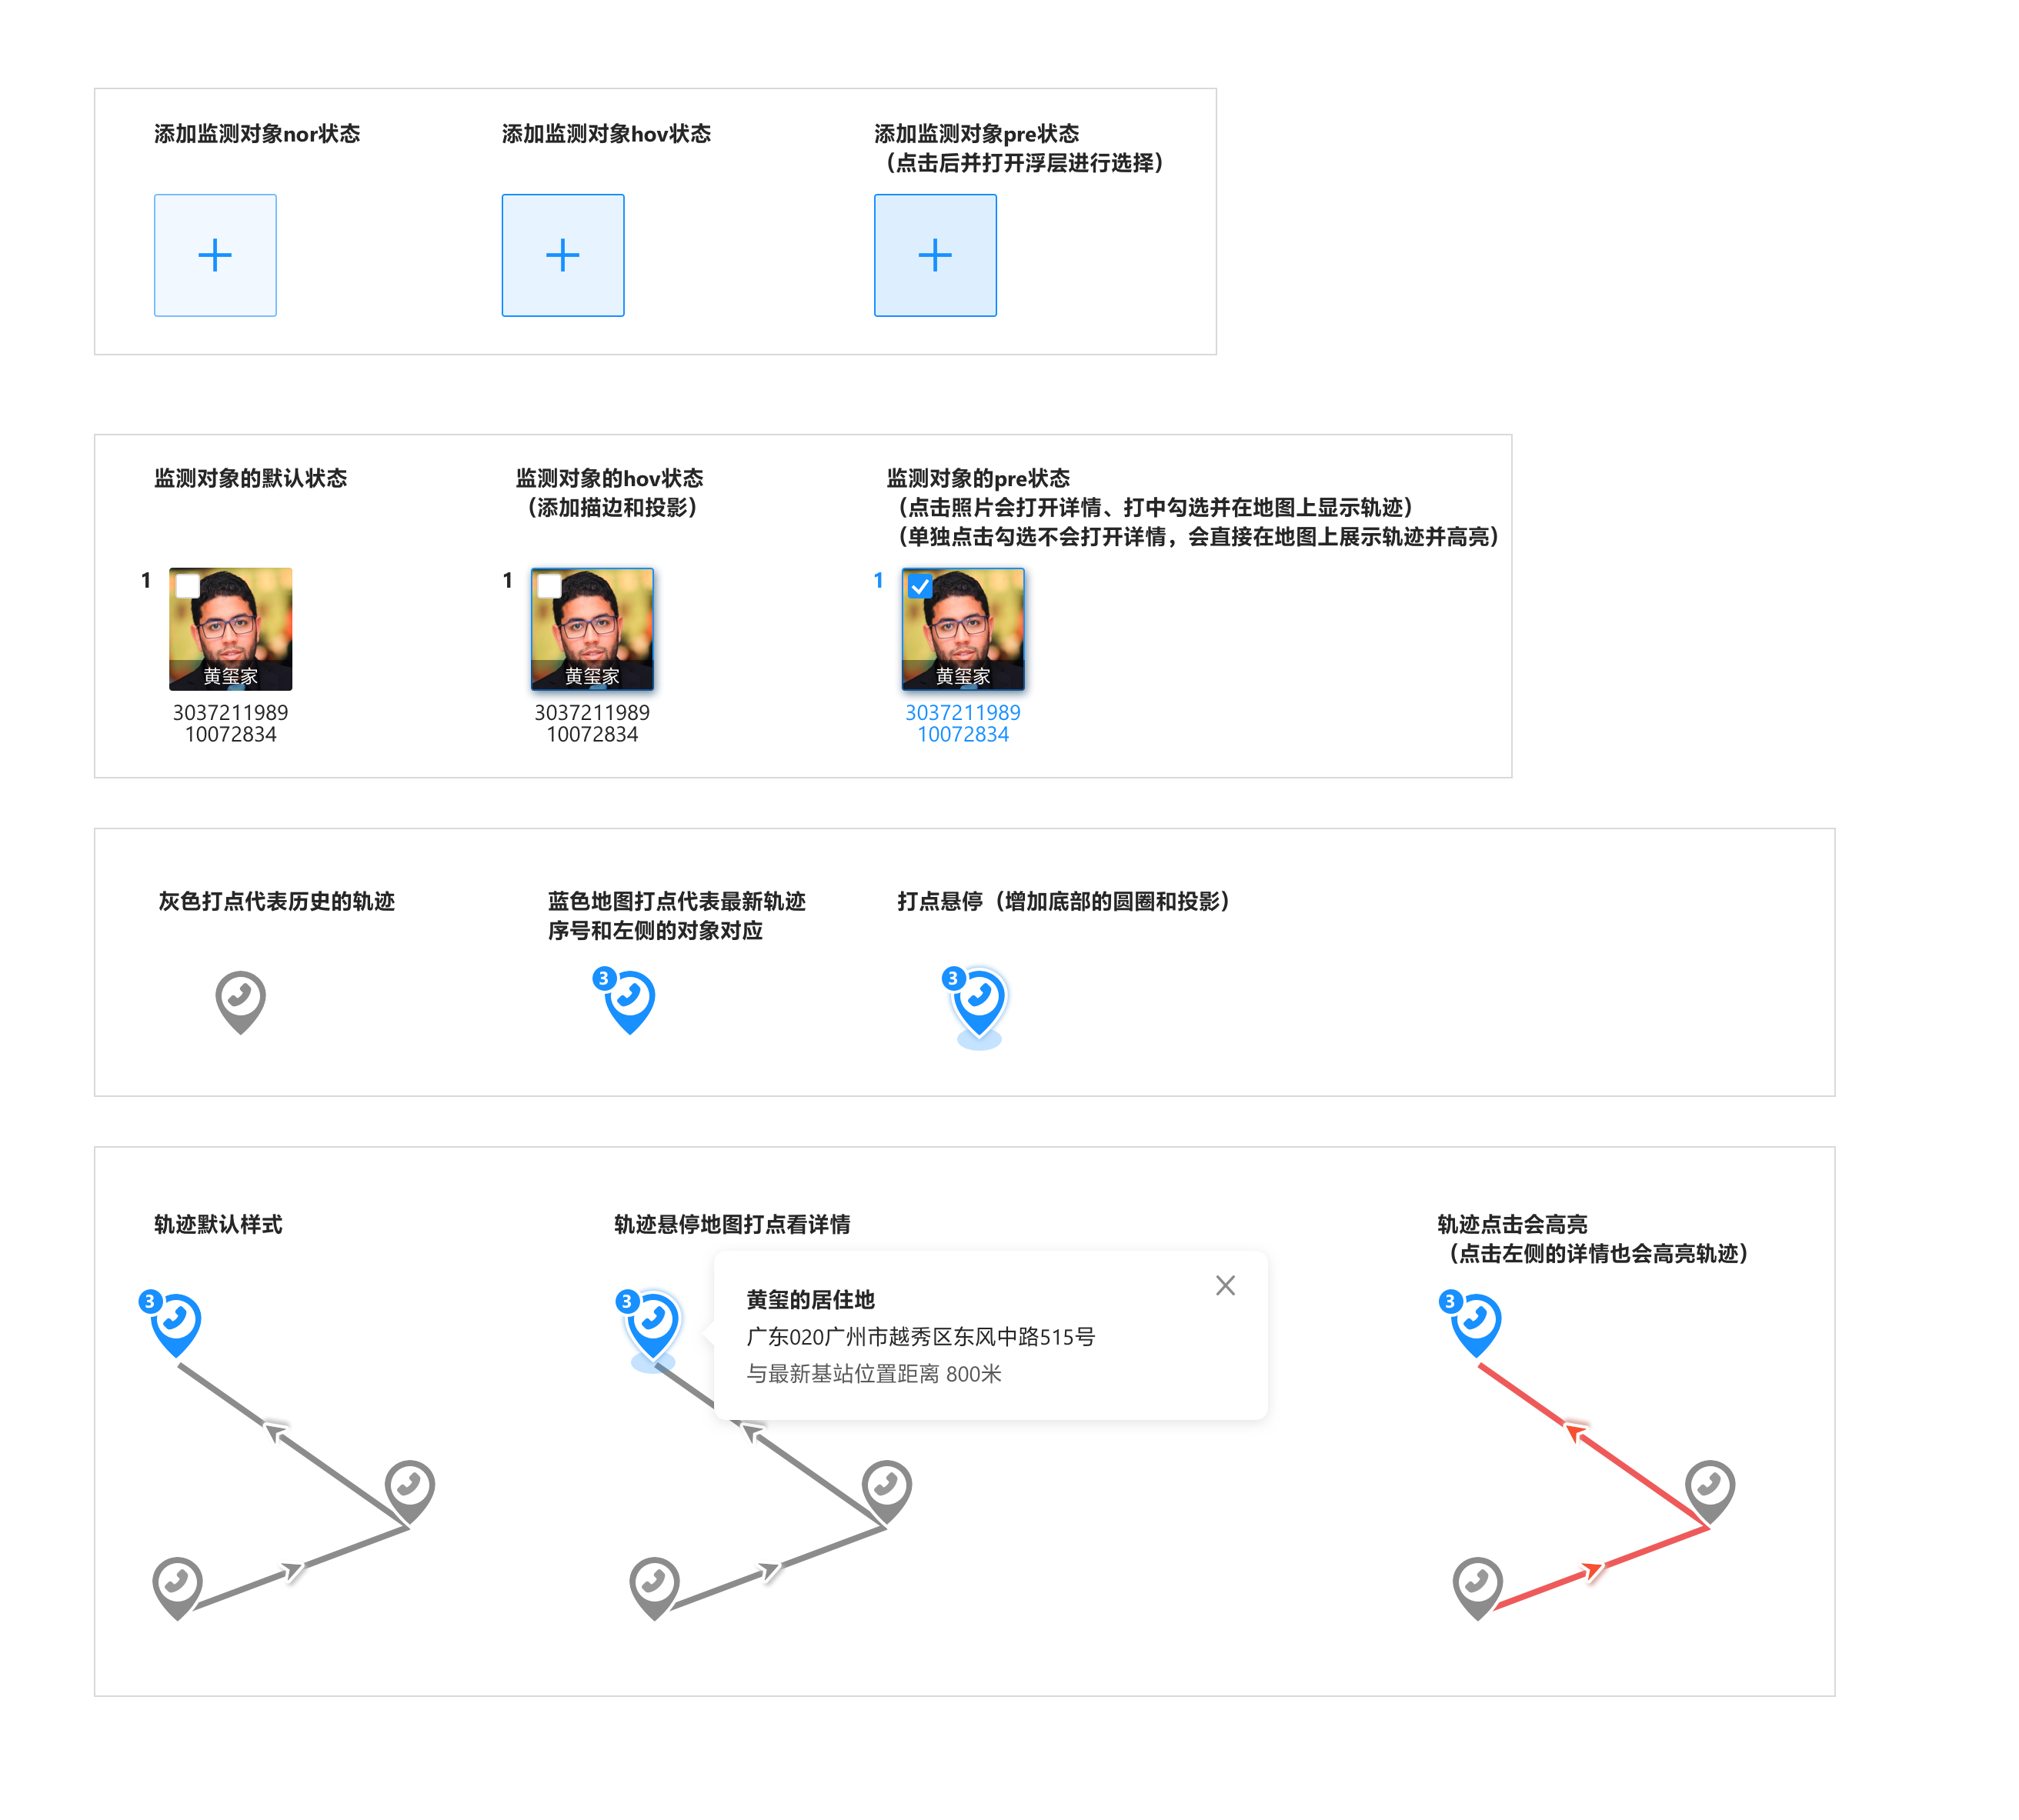 添加监测对象nor状态
添加监测对象hov状态
添加监测对象pre状态
（点击后并打开浮层进行选择）
监测对象的默认状态
监测对象的hov状态
（添加描边和投影）
监测对象的pre状态
（点击照片会打开详情、打中勾选并在地图上显示轨迹）
（单独点击勾选不会打开详情，会直接在地图上展示轨迹并高亮）
1
黄玺家
3037211989
10072834
1
黄玺家
3037211989
10072834
1
黄玺家
3037211989
10072834
灰色打点代表历史的轨迹
蓝色地图打点代表最新轨迹
序号和左侧的对象对应
打点悬停（增加底部的圆圈和投影）
3
3
轨迹默认样式
轨迹悬停地图打点看详情
轨迹点击会高亮
（点击左侧的详情也会高亮轨迹）
3
3
黄玺的居住地
广东020广州市越秀区东风中路515号
与最新基站位置距离 800米
3